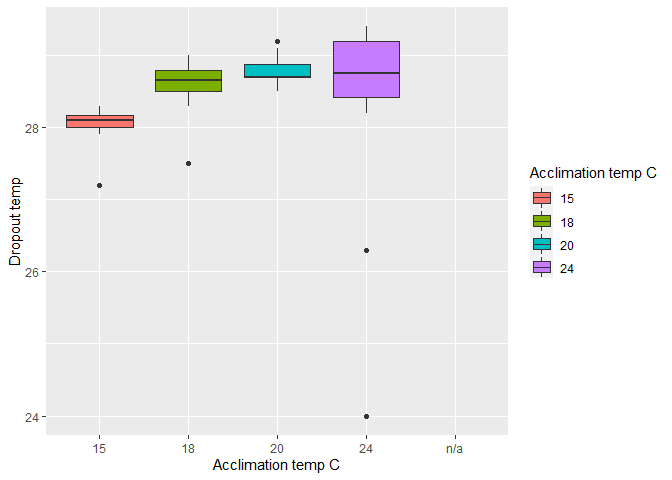 28
26
24
Dropout temp
15 18 20 24 n/a
Acclimation temp C
Acclimation temp C
15
18
20
24